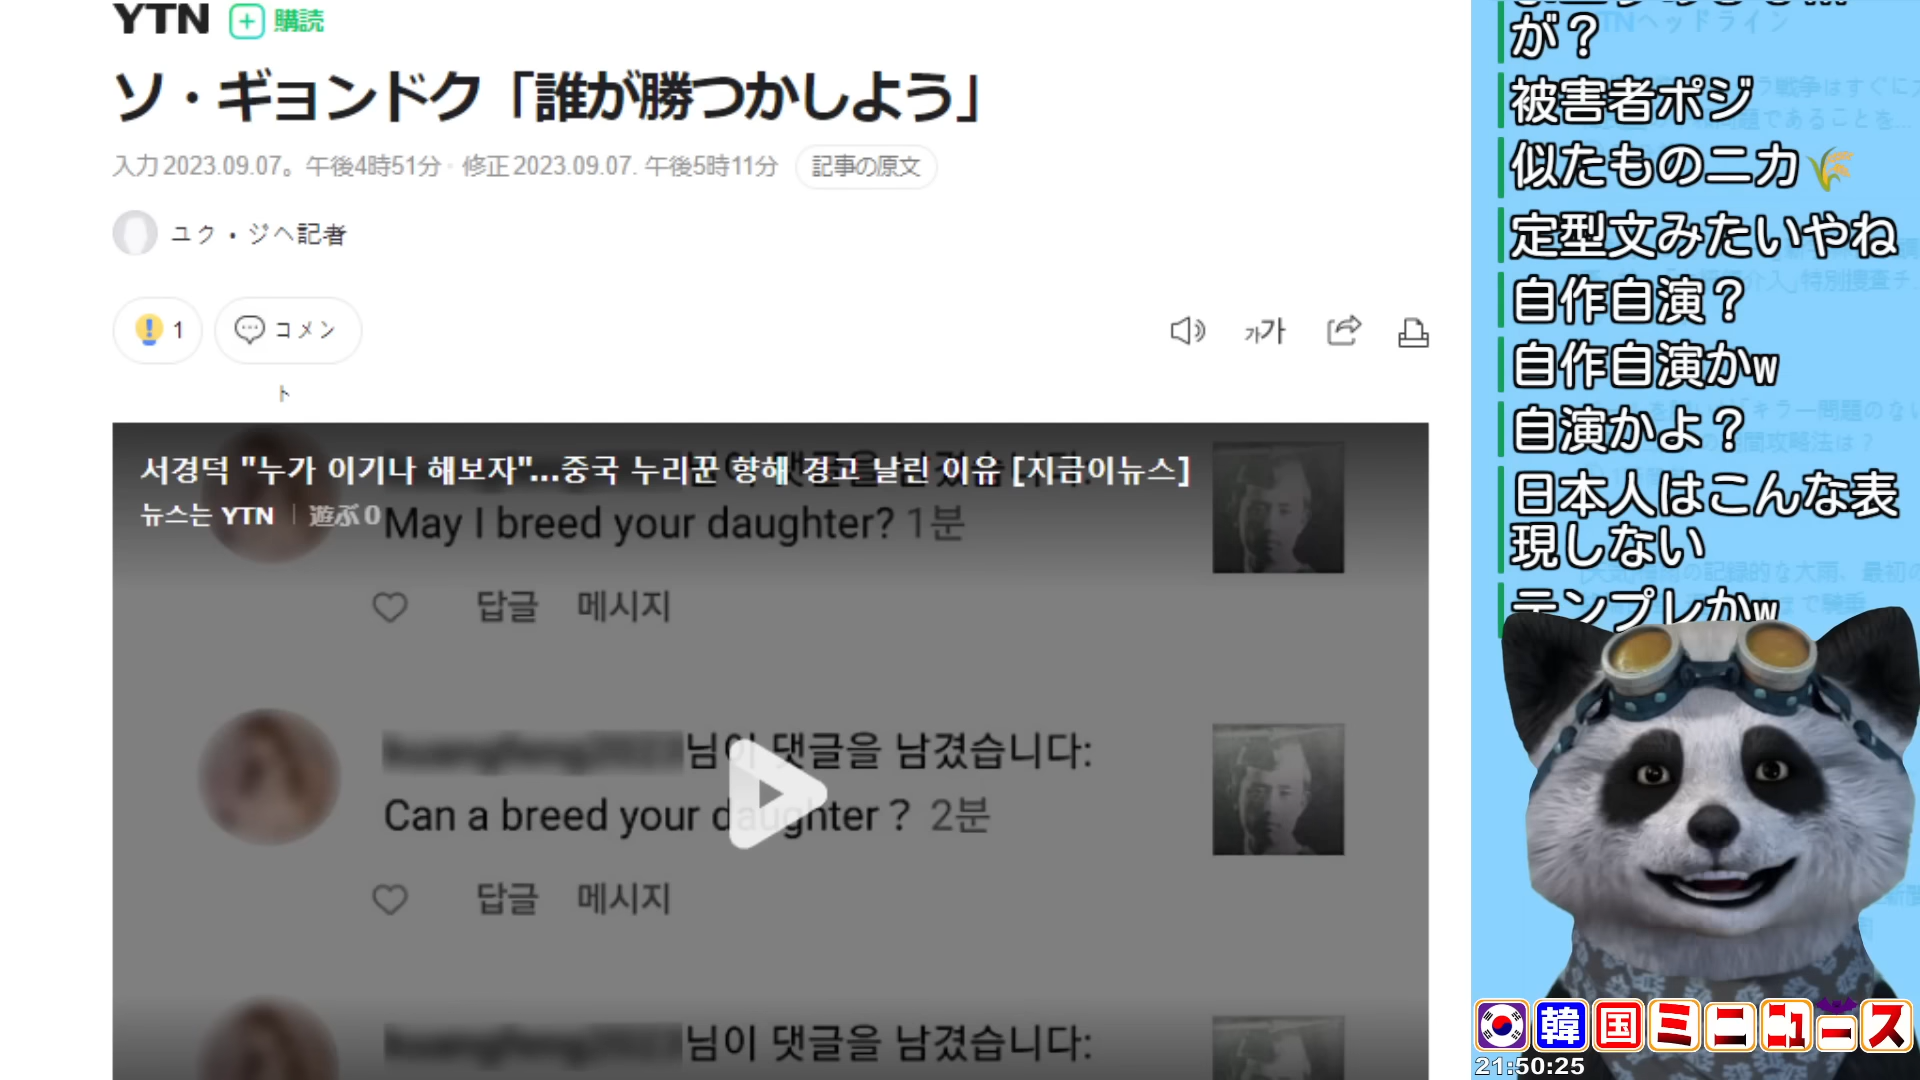 YTN 購読
ソ・ギョンドク「誰が勝つかしよう」
入力2023.09.07。午後4時51分・修正2023.09.07. 午後5時11分 記事の原文
ユク・ジヘ記者
1 コメン
ト
가가
서경덕 "누가 이기나 해보자"...중국 누리꾼 향해 경고 날린 이유 [지금이뉴스]
뉴스는 YTN 遊ぶ0
May I breed your daughter? 1분
답글 메시지
님이 댓글을 남겼습니다:
Can a breed your daughter ? 2분
답글 메시지
님이 댓글을 남겼습니다:
が？
被害者ポジ
似たものニカ🌾
定型文みたいやね
自作自演？
自作自演かw
自演かよ？
日本人はこんな表
現しない
テンプレかw
韓国ミニニュース
21:50:25